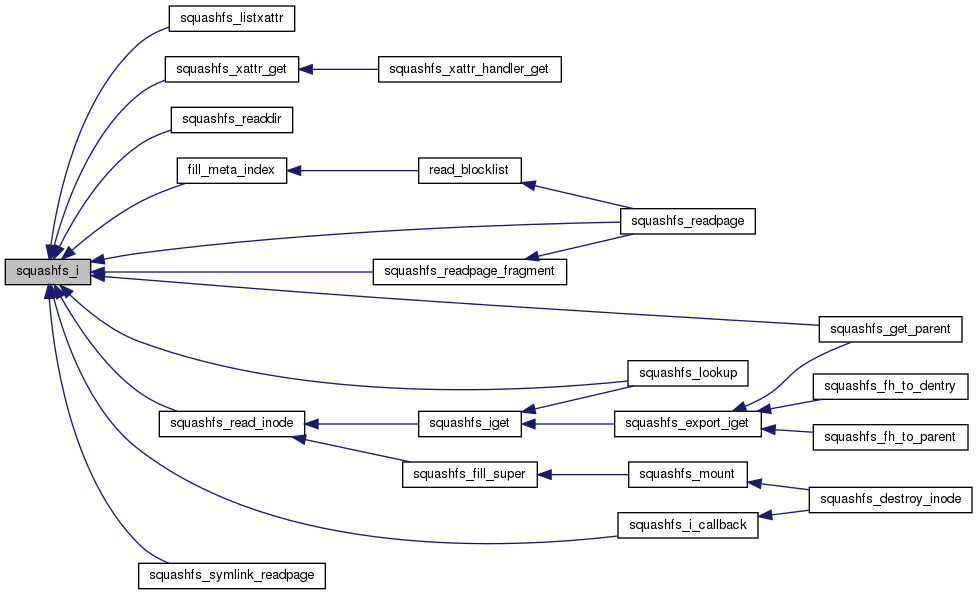 squashfs_listxattr
squashfs_xattr_get
squashfs_xattr_handler_get
squashfs_readdir
fill_meta_index
read_blocklist
squashfs_readpage
squashfs_i
squashfs_readpage_fragment
squashfs_get_parent
squashfs_lookup
squashfs_fh_to_dentry
squashfs_read_inode
squashfs_iget
squashfs_export_iget
squashfs_fh_to_parent
squashfs_fill_super
squashfs_mount
squashfs_destroy_inode
squashfs_i_callback
squashfs_symlink_readpage